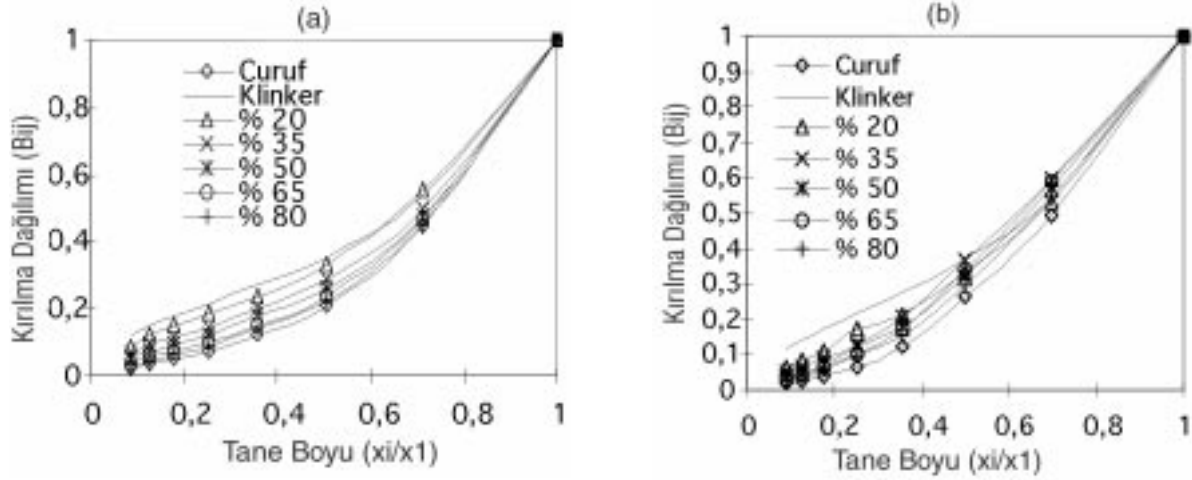 (a)
Kırılma Dağılımı (Bij)
1
0,8
0,6
0,4
0,2
0
Curuf
Klinker
% 20
% 35
% 50
% 65
% 80
0 0,2 0,4 0,6 0,8 1
Tane Boyu (xi/x1)
(b)
Kırılma Dağılımı (Bij)
1
0,9
0,8
0,7
0,6
0,5
0,4
0,3
0,2
0,1
0
Curuf
Klinker
% 20
% 35
% 50
% 65
% 80
0 0,2 0,4 0,6 0,8 1
Tane Boyu (xi/x1)